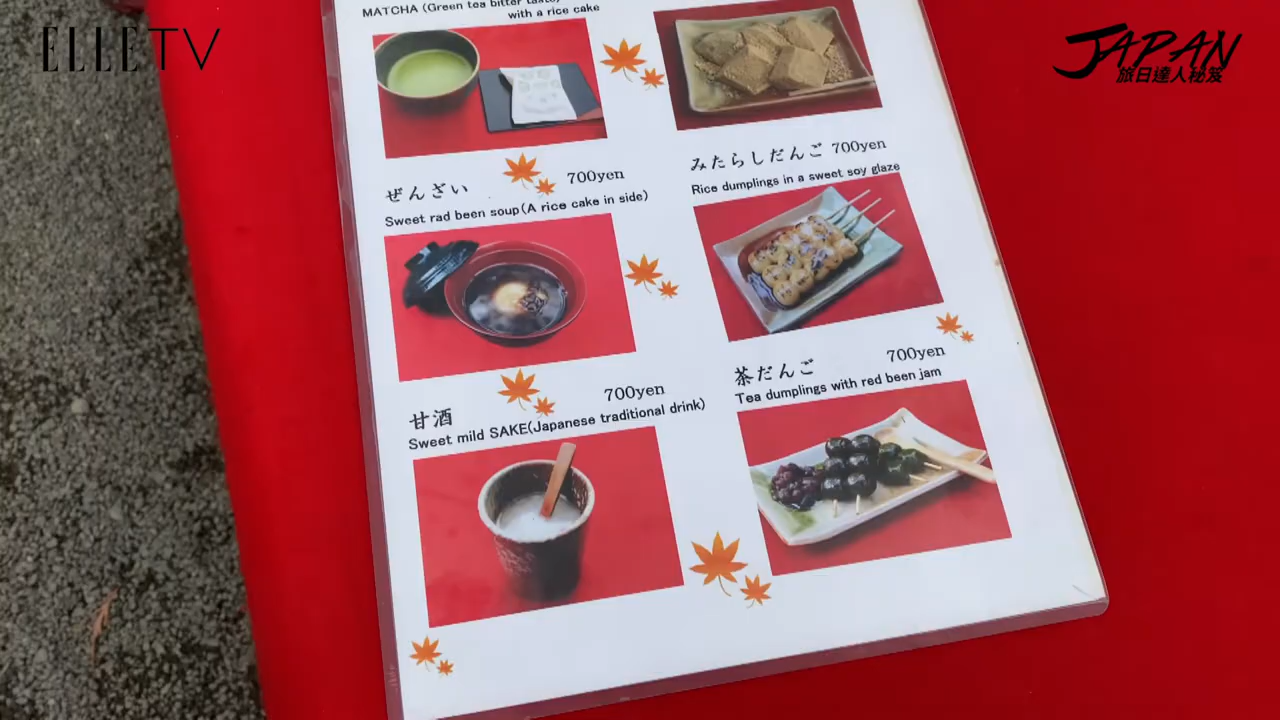 ELLE TV
JAPAN
旅日達人秘笈
MATCHA (Green tea bitter taste)
with a rice cake
ぜんざい 700yen
Sweet rad been soup(A rice cake in side)
甘酒 700yen
Sweet mild SAKE(Japanese traditional drink)
みたらしだんご 700yen
Rice dumplings in a sweet soy glaze
茶だんご 700yen
Tea dumplings with red been jam